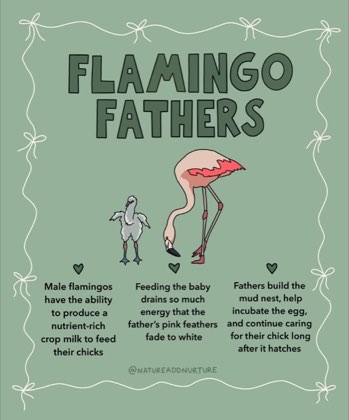 FLAMINGO
FATHERS
Male flamingos
have the ability
to produce a
nutrient-rich
crop milk to feed
their chicks
Feeding the baby
drains so much
energy that the
father's pink feathers
fade to white
Fathers build the
mud nest, help
incubate the egg,
and continue caring
for their chick long
after it hatches
@NATUREADDNURTURE